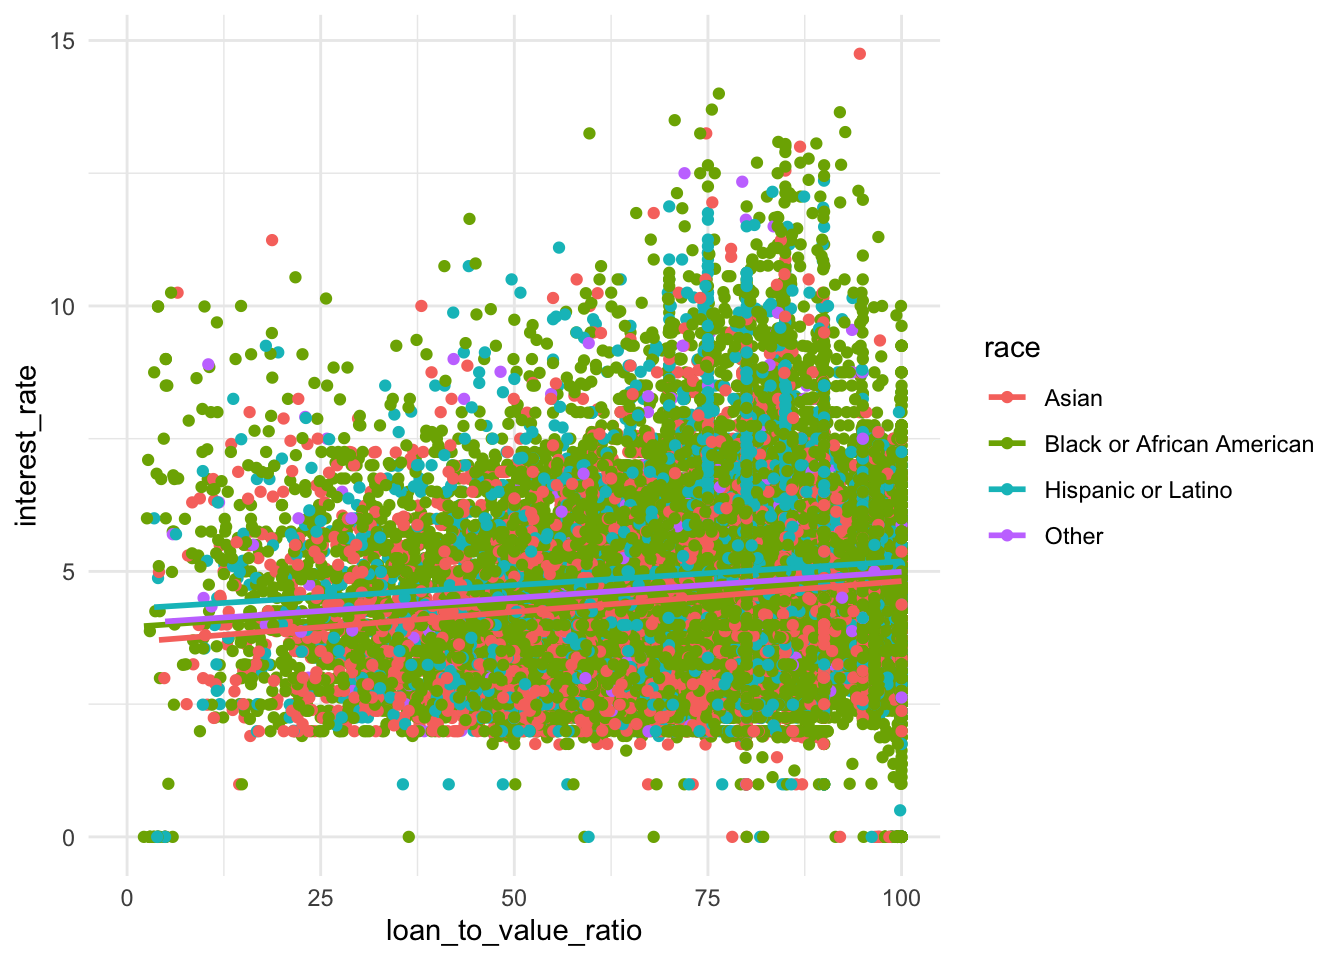 15
10
5
0
interest_rate
0 25 50 75 100
loan_to_value_ratio
race
Asian
Black or African American
Hispanic or Latino
Other